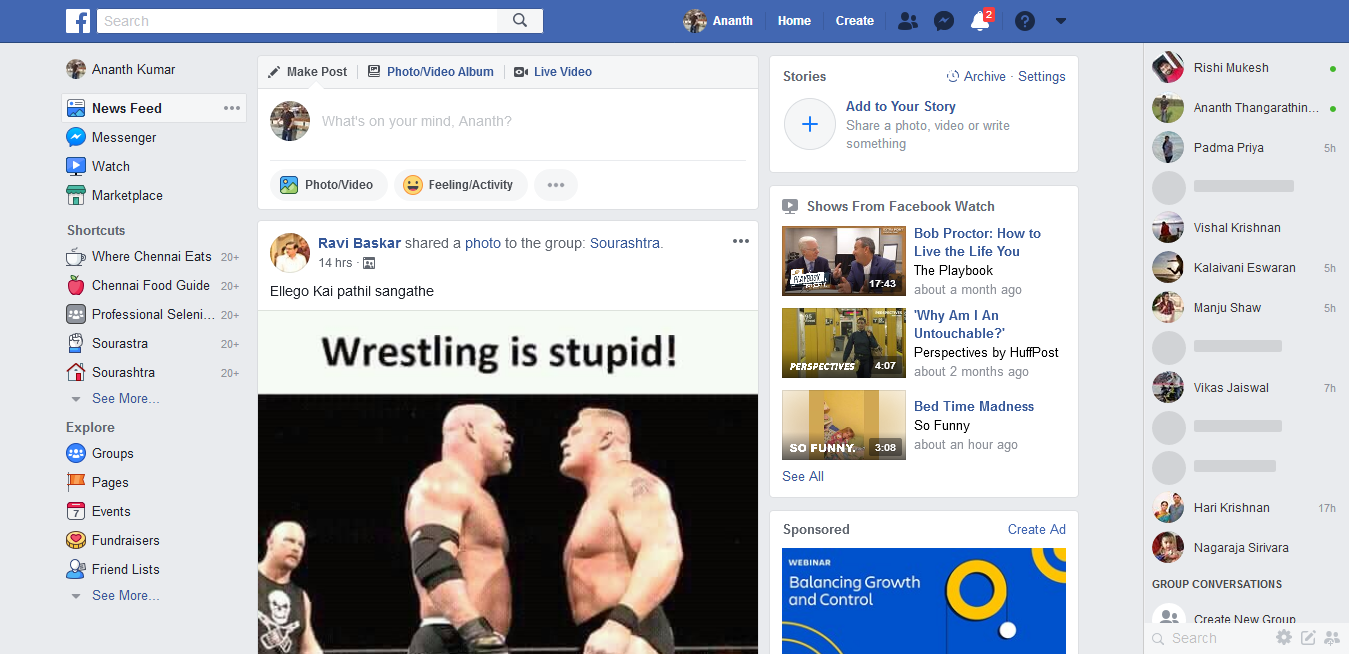 Search
Ananth
Home
Create
2
Ananth Kumar
News Feed
Messenger
Watch
Marketplace
Shortcuts
Where Chennai Eats 20+
Chennai Food Guide 20+
Professional Seleni... 20+
Sourastra 20+
Sourashtra 20+
See More...
Explore
Groups
Pages
7
Events
Fundraisers
Friend Lists
See More...
Make Post
Photo/Video Album
Live Video
What's on your mind, Ananth?
Photo/Video
Feeling/Activity
Ravi Baskar shared a photo to the group: Sourashtra.
14 hrs ·
Ellego Kai pathil sangathe
Wrestling is stupid!
Stories
Archive · Settings
Add to Your Story
Share a photo, video or write
something
Shows From Facebook Watch
17:43
Bob Proctor: How to
Live the Life You
The Playbook
about a month ago
PERSPECTIVES
4:07
'Why Am I An
Untouchable?'
Perspectives by HuffPost
about 2 months ago
SO FUNNY.
3:08
Bed Time Madness
So Funny
about an hour ago
See All
Sponsored
Create Ad
WEBINAR
Balancing Growth
and Control
Rishi Mukesh
Ananth Thangarathin...
Padma Priya 5h
Vishal Krishnan
Kalaivani Eswaran 5h
Manju Shaw 5h
Vikas Jaiswal 7h
Hari Krishnan 17h
Nagaraja Sirivara
GROUP CONVERSATIONS
Create New Group
Search